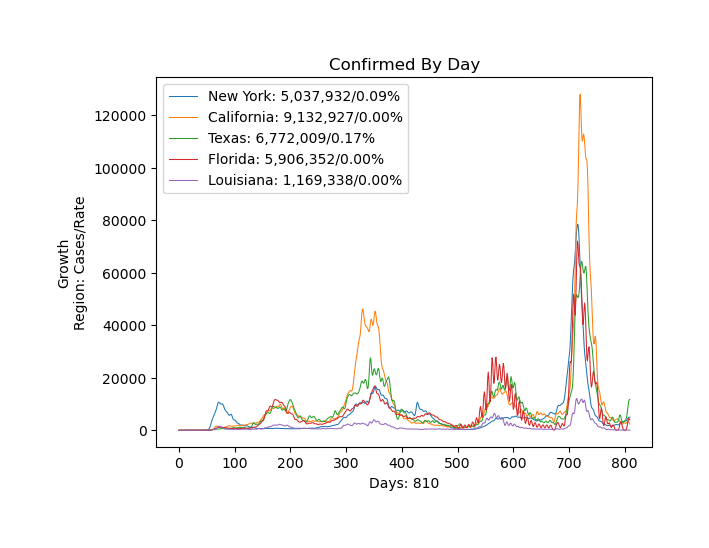 Confirmed By Day
New York: 5,037,932/0.09%
California: 9,132,927/0.00%
Texas: 6,772,009/0.17%
Florida: 5,906,352/0.00%
Louisiana: 1,169,338/0.00%
120000
100000
80000
60000
40000
20000
0
Growth
Region: Cases/Rate
0 100 200 300 400 500 600 700 800
Days: 810